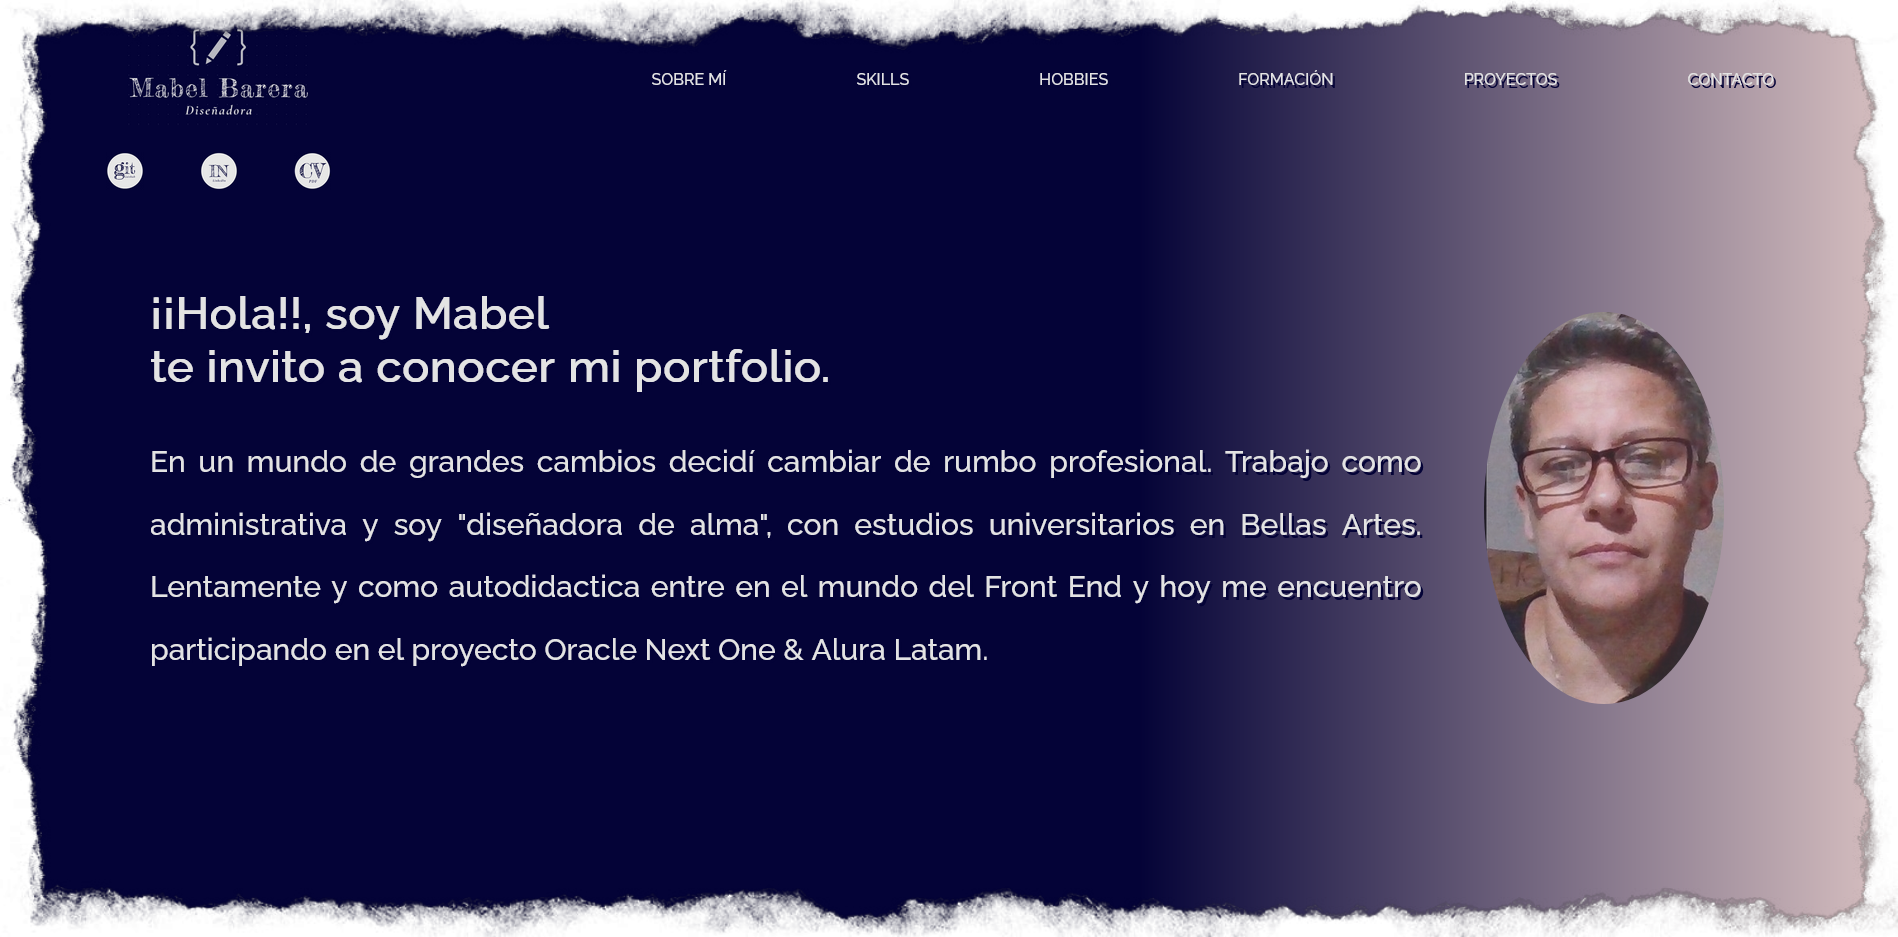 Mabel Barera
Diseñadora
SOBRE MÍ
SKILLS
HOBBIES
FORMACIÓN
PROYECTOS
CONTACTO
git
IN
CV
PDF
¡¡Hola!!, soy Mabel
te invito a conocer mi portfolio.
En un mundo de grandes cambios decidí cambiar de rumbo profesional. Trabajo como
administrativa y soy "diseñadora de alma", con estudios universitarios en Bellas Artes.
Lentamente y como autodidactica entre en el mundo del Front End y hoy me encuentro
participando en el proyecto Oracle Next One & Alura Latam.